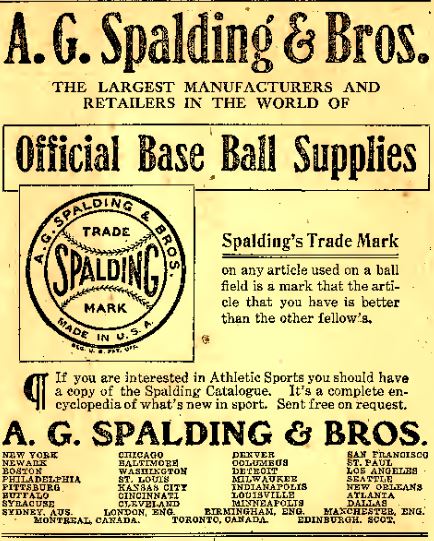 A. G. Spalding & Bros.
THE LARGEST MANUFACTURERS AND
RETAILERS IN THE WORLD OF
Official Base Ball Supplies
A. G. SPALDING & BROS.
TRADE
SPALDING
MARK
MADE IN U. S. A.
REG. U. S. PAT. OFF.
Spalding's Trade Mark
on any article used on a ball
field is a mark that the arti-
cle that you have is better
than the other fellow's.
¶ If you are interested in Athletic Sports you should have
a copy of the Spalding Catalogue. It's a complete en-
cyclopedia of what's new in sport. Sent free on request.
A. G. SPALDING & BROS.
NEW YORK CHICAGO DENVER SAN FRANCISCO
NEWARK BALTIMORE COLUMBUS ST. PAUL
BOSTON WASHINGTON DETROIT LOS ANGELES
PHILADELPHIA ST. LOUIS MILWAUKEE SEATTLE
PITTSBURG KANSAS CITY INDIANAPOLIS NEW ORLEANS
BUFFALO CINCINNATI LOUISVILLE ATLANTA
SYRACUSE CLEVELAND MINNEAPOLIS DALLAS
SYDNEY, AUS. LONDON, ENG. BIRMINGHAM, ENG. MANCHESTER, ENG.
MONTREAL, CANADA. TORONTO, CANADA. EDINBURGH, SCOT.